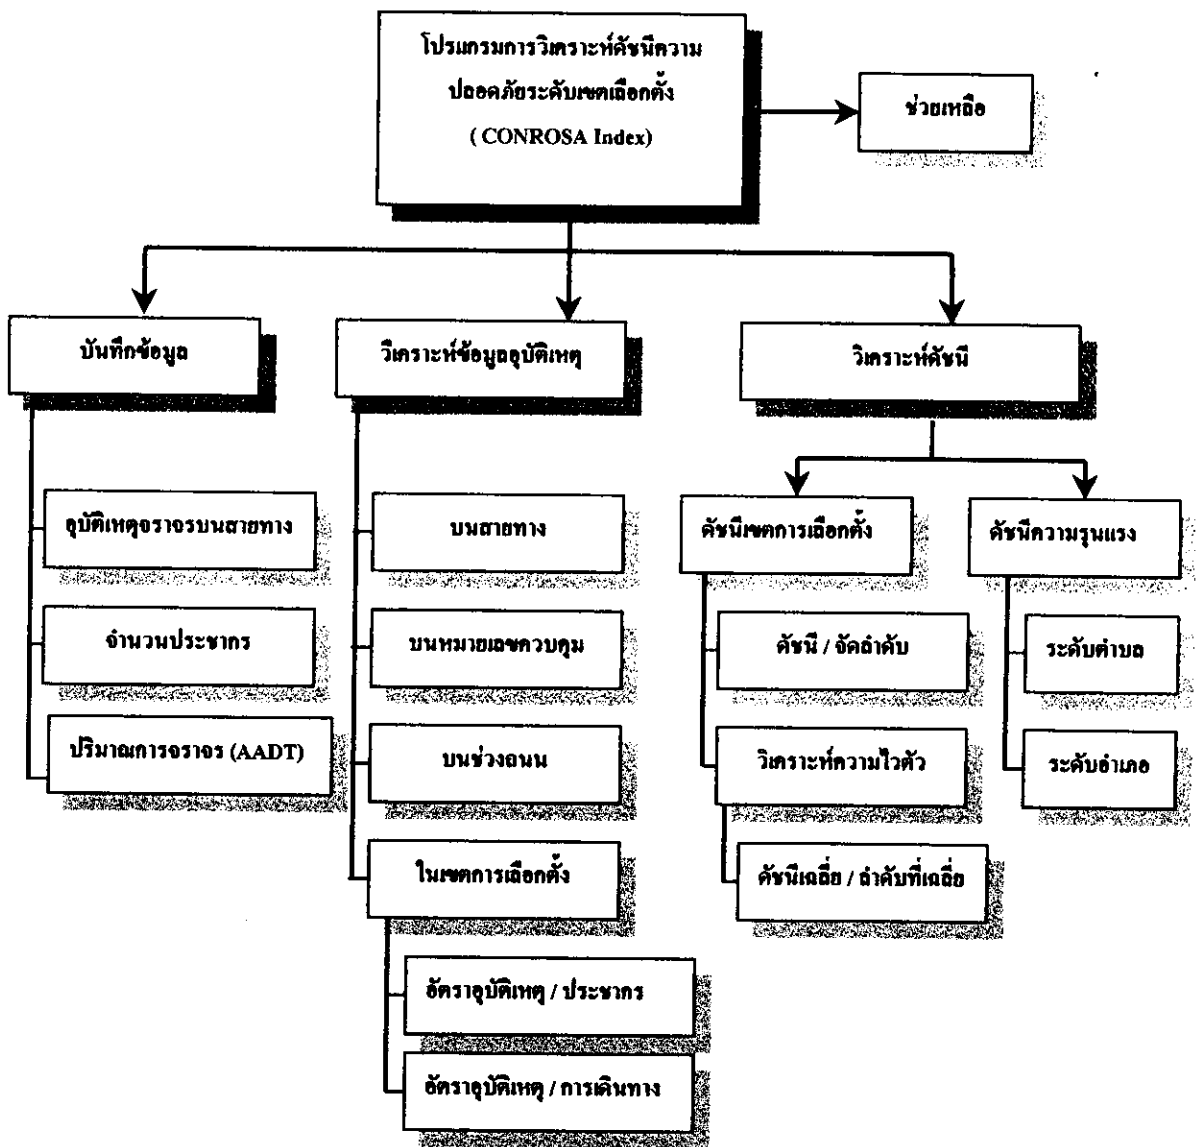 โปรแกรมการวิเคราะห์ดัชนีความ
ปลอดภัยระดับเขตเลือกตั้ง
( CONROSA Index)
ช่วยเหลือ
บันทึกข้อมูล
วิเคราะห์ข้อมูลอุบัติเหตุ
วิเคราะห์ดัชนี
อุบัติเหตุจราจรบนสายทาง
จำนวนประชากร
ปริมาณการจราจร (AADT)
บนสายทาง
บนหมายเลขควบคุม
บนช่วงถนน
ในเขตการเลือกตั้ง
อัตราอุบัติเหตุ / ประชากร
อัตราอุบัติเหตุ / การเดินทาง
ดัชนีเขตการเลือกตั้ง
ดัชนี / จัดลำดับ
วิเคราะห์ความไวตัว
ดัชนีเฉลี่ย / ลำดับที่เฉลี่ย
ดัชนีความรุนแรง
ระดับตำบล
ระดับอำเภอ